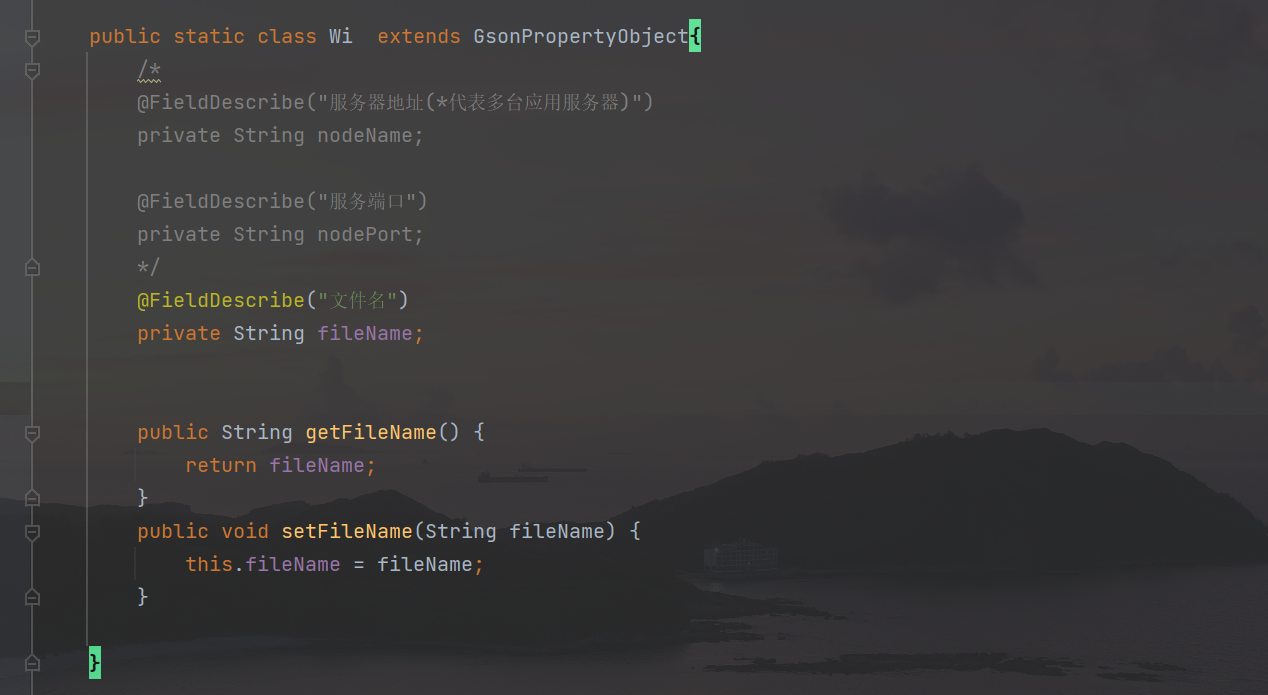 public static class Wi  extends GsonPropertyObject{
/*
@FieldDescribe("服务器地址(*代表多台应用服务器)")
private String nodeName;
@FieldDescribe("服务端口")
private String nodePort;
*/
@FieldDescribe("文件名")
private String fileName;
public String getFileName() {
return fileName;
}
public void setFileName(String fileName) {
this.fileName = fileName;
}
}